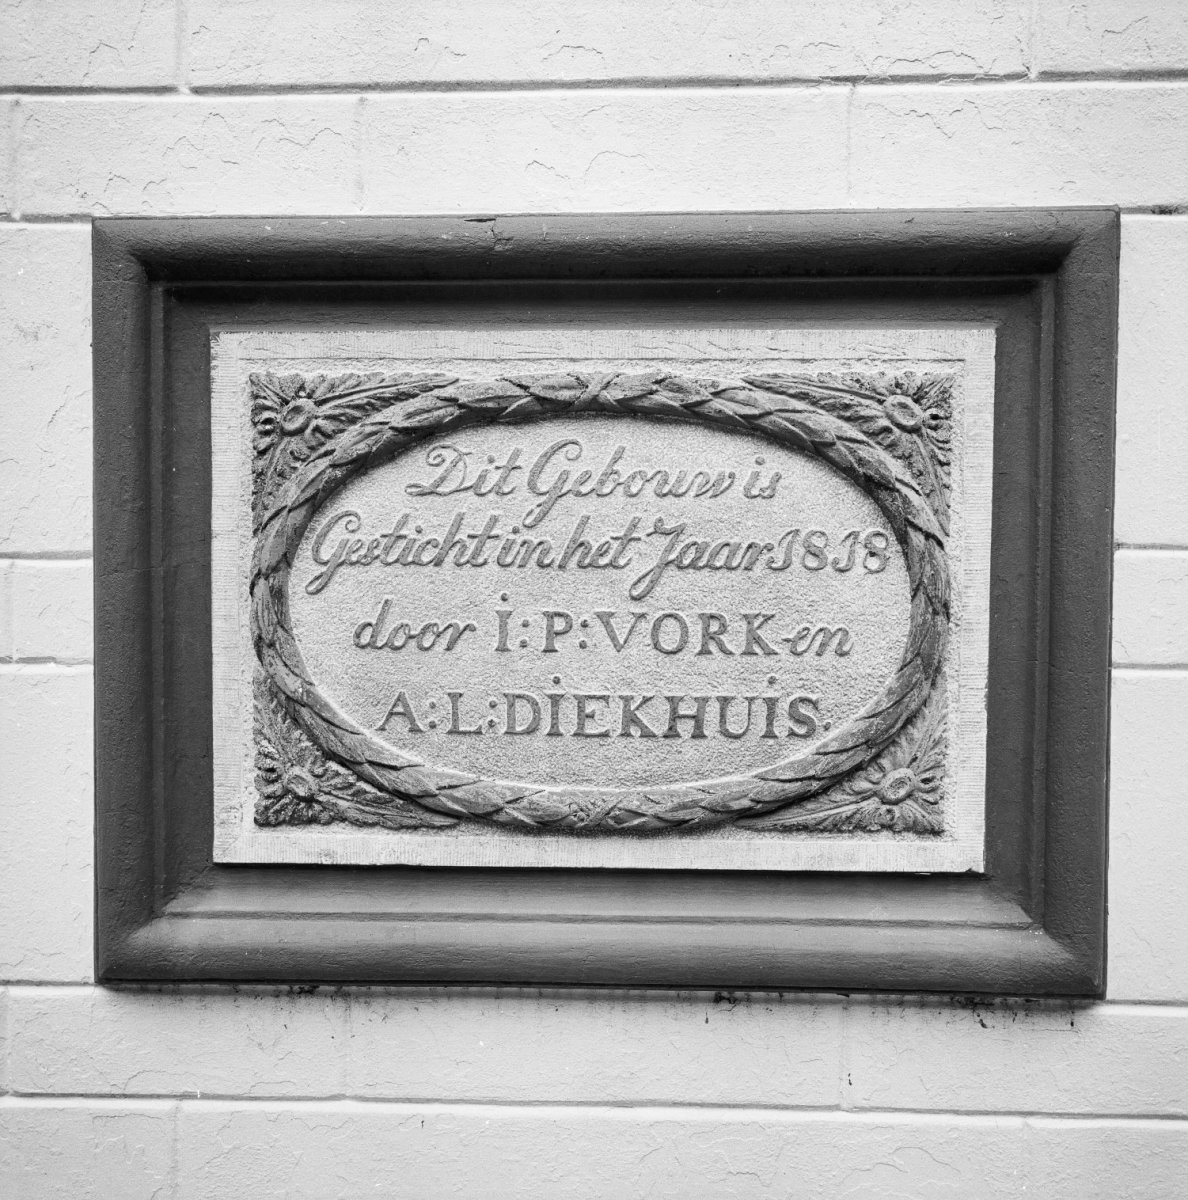 Dit Gebouw is
Gesticht in het Jaar 1818
door I:P:VORK en
A:L:DIEKHUIS.